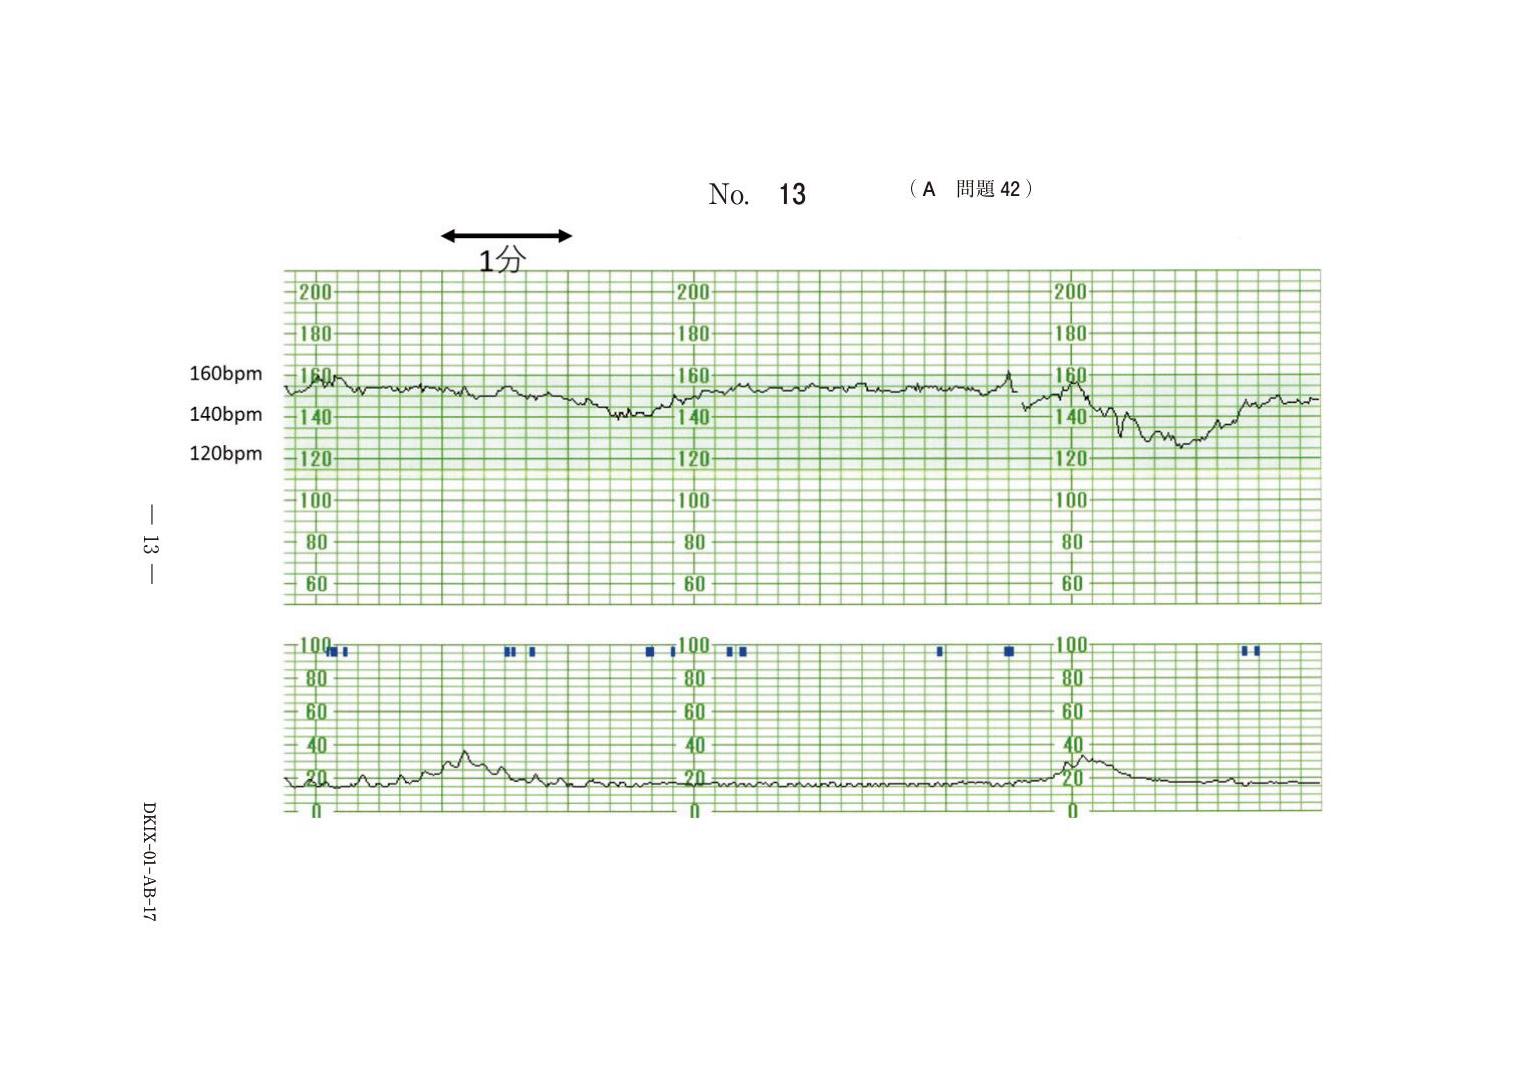 No. 13 (A 問題 42)
1分
200 200 200
180 180 180
160bpm 160 160 160
140bpm 140 140 140
120bpm 120 120 120
100 100 100
80 80 80
60 60 60
100 100 100
80 80 80
60 60 60
40 40 40
20 20 20
0 0 0
— 13 —
DKIX-01-AB-17